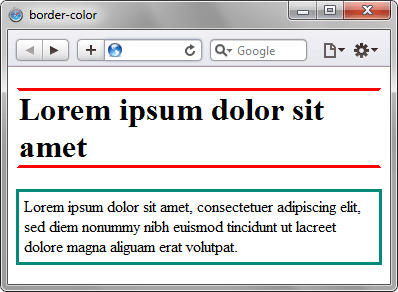 border-color
Google
Lorem ipsum dolor sit
amet
Lorem ipsum dolor sit amet, consectetuer adipiscing elit,
sed diem nonummy nibh euismod tincidunt ut lacreet
dolore magna aliguam erat volutpat.